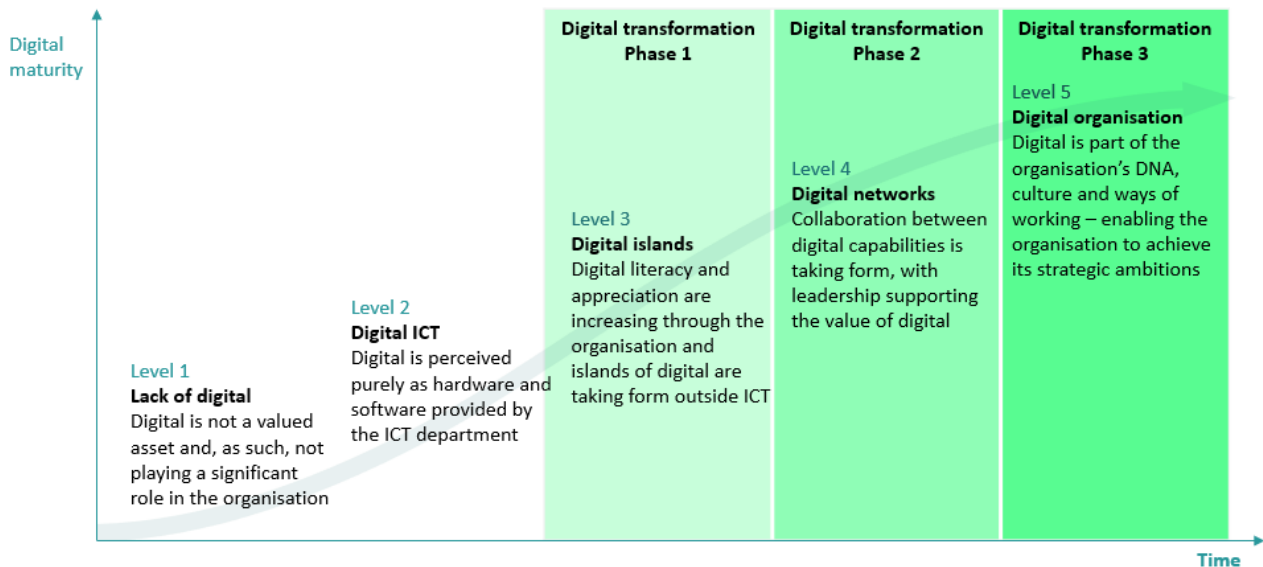 Digital
maturity
Digital transformation
Phase 1
Digital transformation
Phase 2
Digital transformation
Phase 3
Level 1
Lack of digital
Digital is not a valued
asset and, as such, not
playing a significant
role in the organisation
Level 2
Digital ICT
Digital is perceived
purely as hardware and
software provided by
the ICT department
Level 3
Digital islands
Digital literacy and
appreciation are
increasing through the
organisation and
islands of digital are
taking form outside ICT
Level 4
Digital networks
Collaboration between
digital capabilities is
taking form, with
leadership supporting
the value of digital
Level 5
Digital organisation
Digital is part of the
organisation’s DNA,
culture and ways of
working – enabling the
organisation to achieve
its strategic ambitions
Time